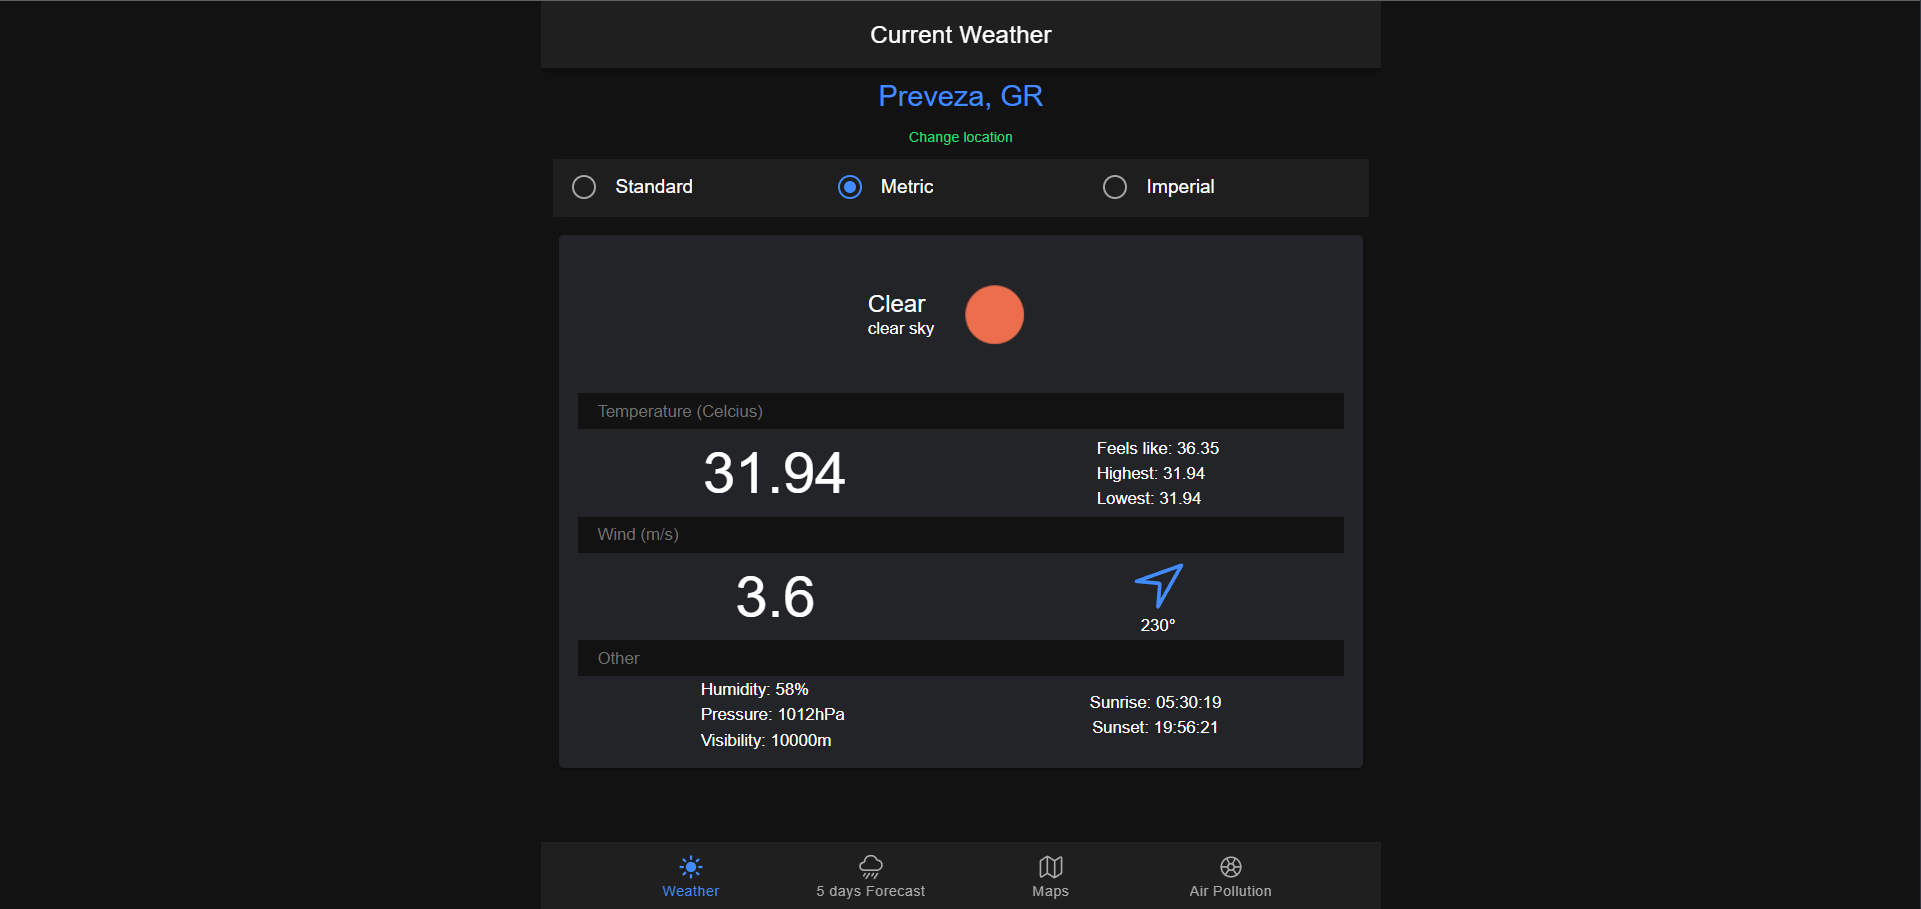 Current Weather
Preveza, GR
Change location
Standard
Metric
Imperial
Clear
clear sky
Temperature (Celcius)
31.94
Feels like: 36.35
Highest: 31.94
Lowest: 31.94
Wind (m/s)
3.6
230°
Other
Humidity: 58%
Pressure: 1012hPa
Visibility: 10000m
Sunrise: 05:30:19
Sunset: 19:56:21
Weather
5 days Forecast
Maps
Air Pollution